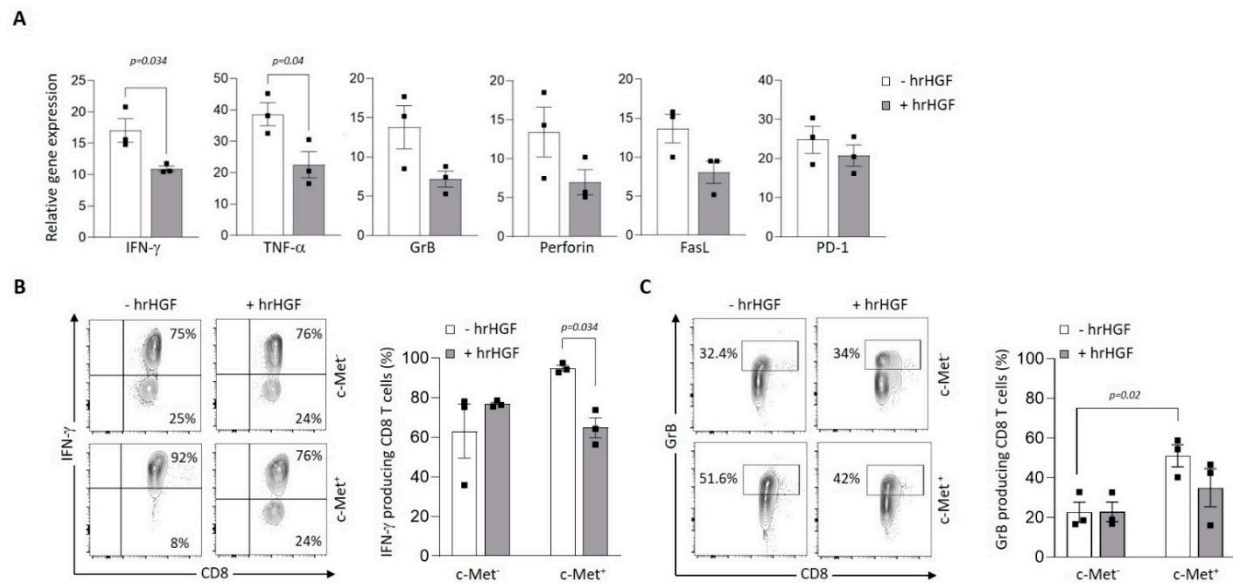 A
p=0.034
p=0.04
Relative gene expression
25
20
15
10
5
0
IFN-γ
50
40
30
20
10
0
TNF-α
20
15
10
5
0
GrB
20
15
10
5
0
Perforin
20
15
10
5
0
FasL
40
30
20
10
0
PD-1
- hrHGF
+ hrHGF
B
- hrHGF
+ hrHGF
75%
76%
25%
24%
c-Met⁻
92%
76%
8%
24%
c-Met⁺
IFN-γ
CD8
IFN-γ producing CD8 T cells (%)
- hrHGF
+ hrHGF
p=0.034
100
80
60
40
20
0
c-Met⁻
c-Met⁺
C
- hrHGF
+ hrHGF
32.4%
34%
c-Met⁻
51.6%
42%
c-Met⁺
GrB
CD8
GrB producing CD8 T cells (%)
- hrHGF
+ hrHGF
p=0.02
100
80
60
40
20
0
c-Met⁻
c-Met⁺